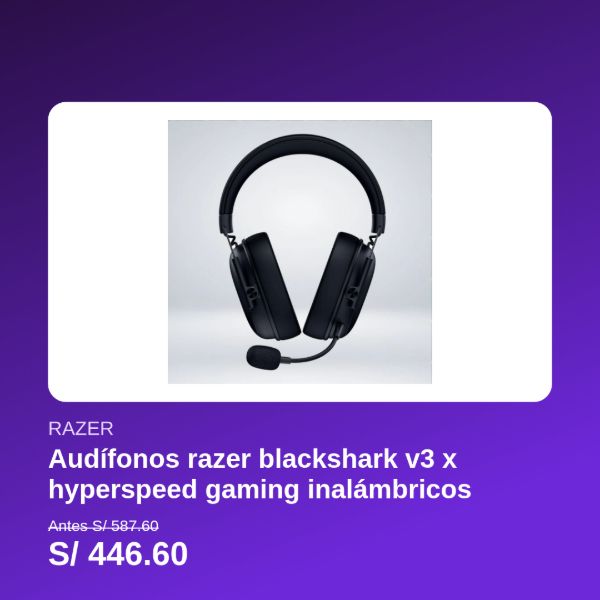 RAZER
Audífonos razer blackshark v3 x
hyperspeed gaming inalámbricos
Antes S/ 587.60
S/ 446.60